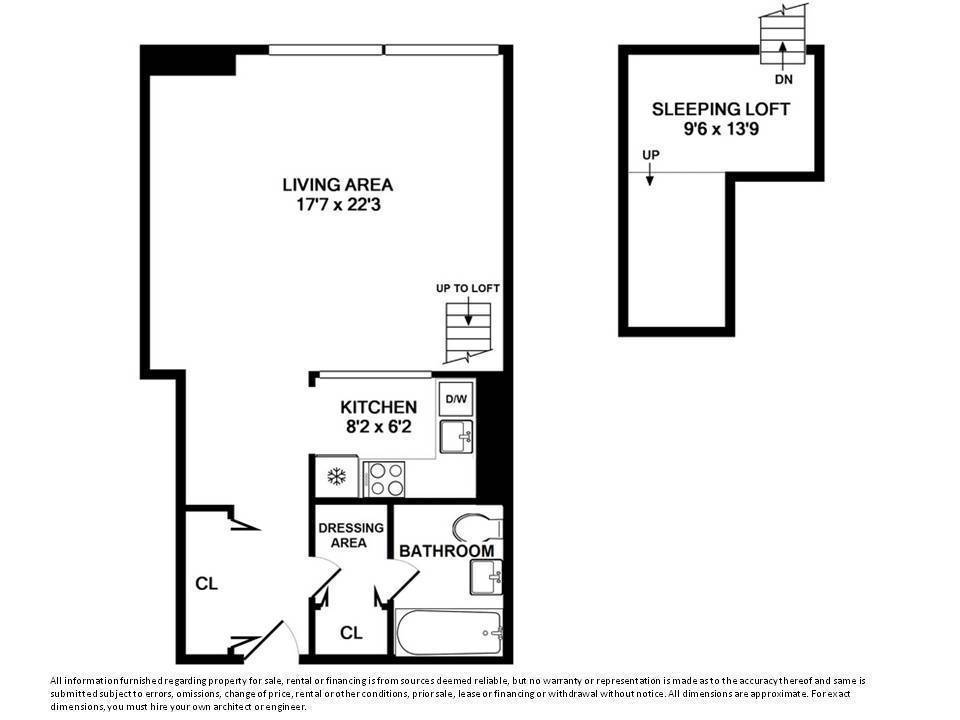 LIVING AREA
17'7 x 22'3
UP TO LOFT
KITCHEN
8'2 x 6'2
D/W
DRESSING
AREA
BATHROOM
CL
CL
DN
SLEEPING LOFT
9'6 x 13'9
UP
All information furnished regarding property for sale, rental or financing is from sources deemed reliable, but no warranty or representation is made as to the accuracy thereof and same is
submitted subject to errors, omissions, change of price, rental or other conditions, prior sale, lease or financing or withdrawal without notice. All dimensions are approximate. For exact
dimensions, you must hire your own architect or engineer.